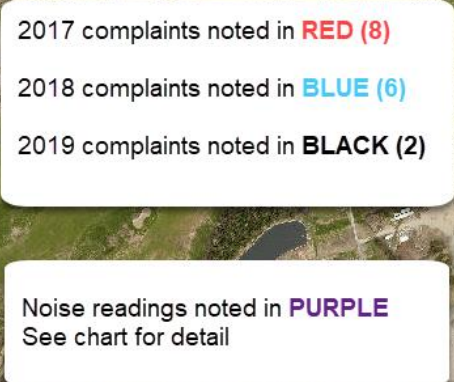 2017 complaints noted in RED (8)
2018 complaints noted in BLUE (6)
2019 complaints noted in BLACK (2)
Noise readings noted in PURPLE
See chart for detail